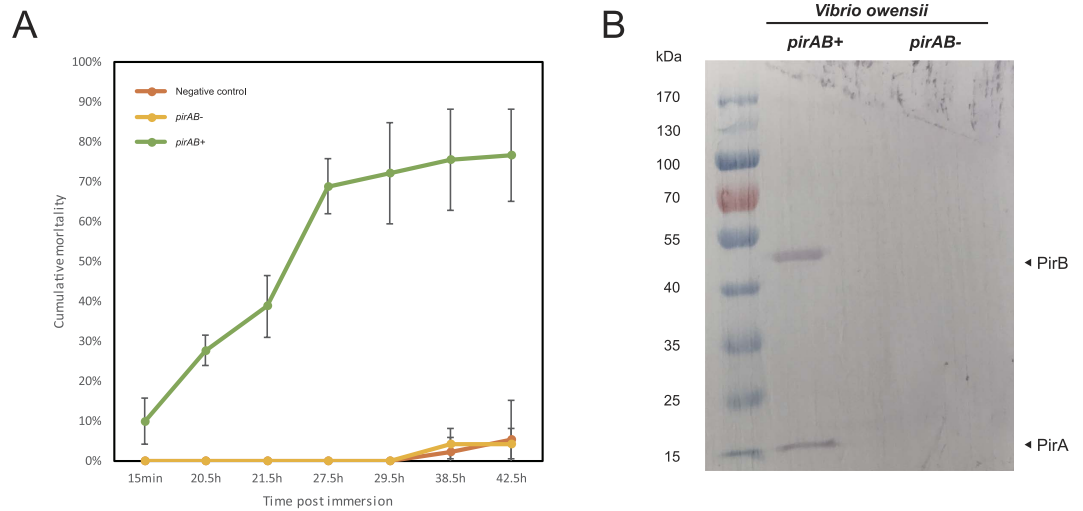 A
100%
90%
80%
70%
60%
50%
40%
30%
20%
10%
0%
Cumulativemorltality
Negative control
pirAB-
pirAB+
15min 20.5h 21.5h 27.5h 29.5h 38.5h 42.5h
Time post immersion
B
Vibrio owensii
kDa pirAB+ pirAB-
170
130
100
70
55
40
35
25
15
PirB
PirA